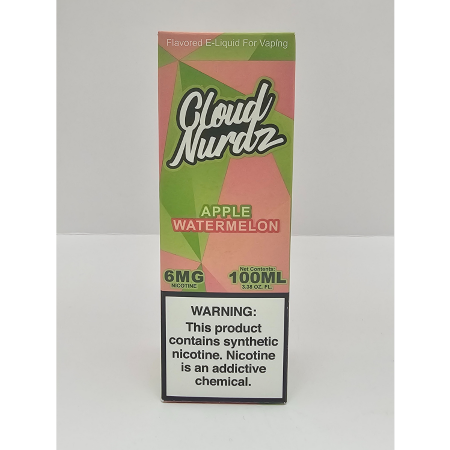 Flavored E-Liquid For Vaping
Cloud
Nurdz
APPLE
WATERMELON
6MG
NICOTINE
Net Contents:
100ML
3.38 OZ. FL.
WARNING:
This product
contains synthetic
nicotine. Nicotine
is an addictive
chemical.